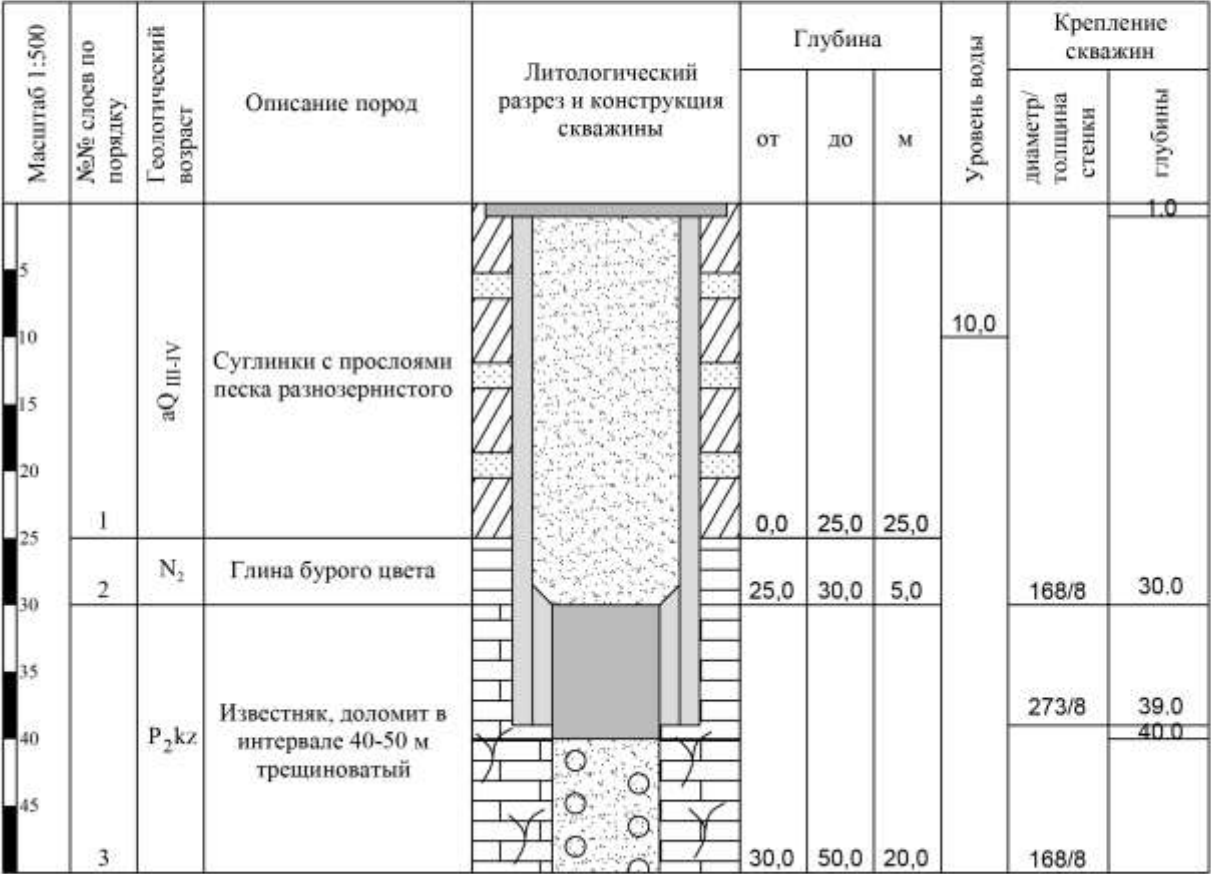 Масштаб 1:500
№№ слоев по
порядку
Геологический
возраст
Описание пород
Литологический
разрез и конструкция
скважины
Глубина
от
до
м
Уровень воды
Крепление
скважин
диаметр/
толщина
стенки
глубины
1.0
5
10
10,0
15
20
25
aQ III-IV
Суглинки с прослоями
песка разнозернистого
1
0,0
25,0
25,0
N₂
Глина бурого цвета
2
25,0
30,0
5,0
168/8
30.0
30
35
40
45
P₂kz
Известняк, доломит в
интервале 40-50 м
трещиноватый
273/8
39.0
40.0
3
30,0
50,0
20,0
168/8